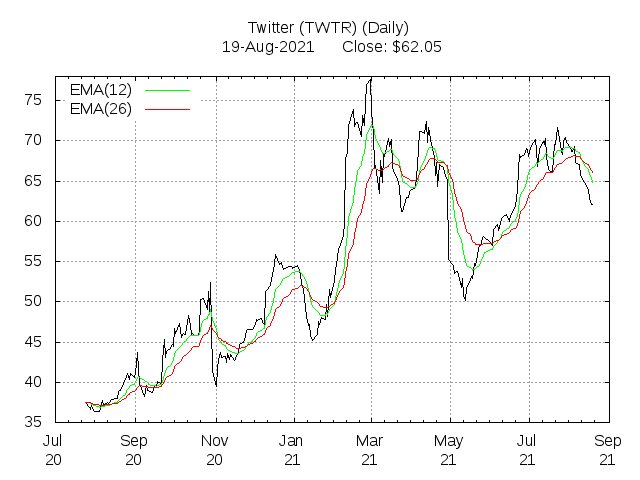 Twitter (TWTR) (Daily)
19-Aug-2021 Close: $62.05
EMA(12)
EMA(26)
75
70
65
60
55
50
45
40
35
Jul Sep Nov Jan Mar May Jul Sep
20 20 20 21 21 21 21 21